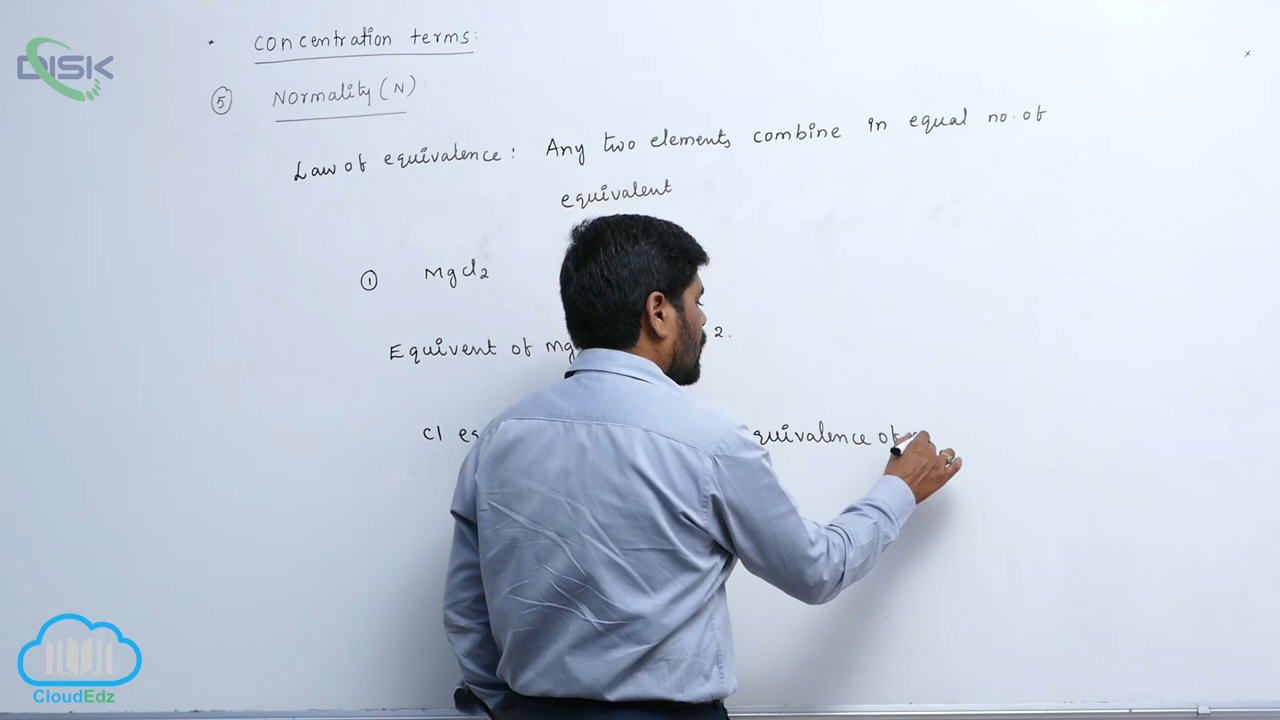 DISK
* concentration terms:
⑤ Normality (N):
Law of equivalence: Any two elements combine in equal no. of
equivalent
① MgCl2
Equivent of Mg 2.
Cl quivalence of
CloudEdz